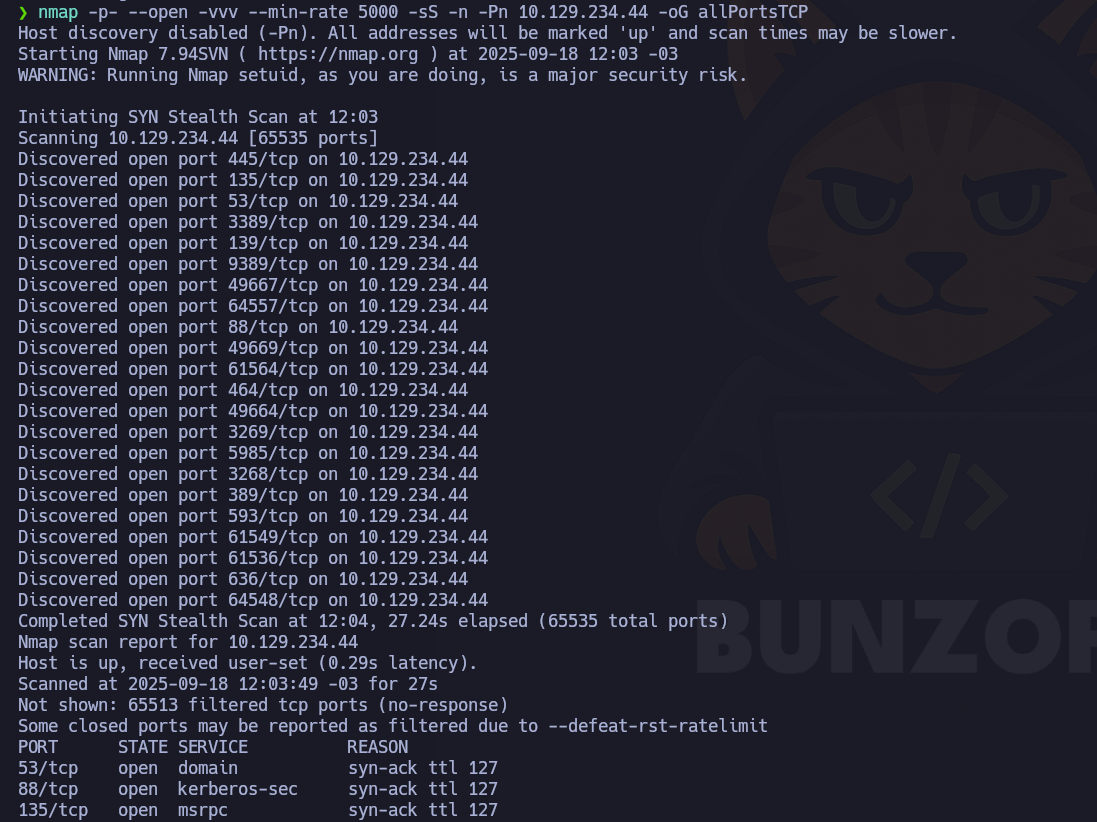 ❯ nmap -p- --open -vvv --min-rate 5000 -sS -n -Pn 10.129.234.44 -oG allPortsTCP
Host discovery disabled (-Pn). All addresses will be marked 'up' and scan times may be slower.
Starting Nmap 7.94SVN ( https://nmap.org ) at 2025-09-18 12:03 -03
WARNING: Running Nmap setuid, as you are doing, is a major security risk.

Initiating SYN Stealth Scan at 12:03
Scanning 10.129.234.44 [65535 ports]
Discovered open port 445/tcp on 10.129.234.44
Discovered open port 135/tcp on 10.129.234.44
Discovered open port 53/tcp on 10.129.234.44
Discovered open port 3389/tcp on 10.129.234.44
Discovered open port 139/tcp on 10.129.234.44
Discovered open port 9389/tcp on 10.129.234.44
Discovered open port 49667/tcp on 10.129.234.44
Discovered open port 64557/tcp on 10.129.234.44
Discovered open port 88/tcp on 10.129.234.44
Discovered open port 49669/tcp on 10.129.234.44
Discovered open port 61564/tcp on 10.129.234.44
Discovered open port 464/tcp on 10.129.234.44
Discovered open port 49664/tcp on 10.129.234.44
Discovered open port 3269/tcp on 10.129.234.44
Discovered open port 5985/tcp on 10.129.234.44
Discovered open port 3268/tcp on 10.129.234.44
Discovered open port 389/tcp on 10.129.234.44
Discovered open port 593/tcp on 10.129.234.44
Discovered open port 61549/tcp on 10.129.234.44
Discovered open port 61536/tcp on 10.129.234.44
Discovered open port 636/tcp on 10.129.234.44
Discovered open port 64548/tcp on 10.129.234.44
Completed SYN Stealth Scan at 12:04, 27.24s elapsed (65535 total ports)
Nmap scan report for 10.129.234.44
Host is up, received user-set (0.29s latency).
Scanned at 2025-09-18 12:03:49 -03 for 27s
Not shown: 65513 filtered tcp ports (no-response)
Some closed ports may be reported as filtered due to --defeat-rst-ratelimit
PORT      STATE SERVICE          REASON
53/tcp    open  domain           syn-ack ttl 127
88/tcp    open  kerberos-sec     syn-ack ttl 127
135/tcp   open  msrpc            syn-ack ttl 127
</>
BUNZO